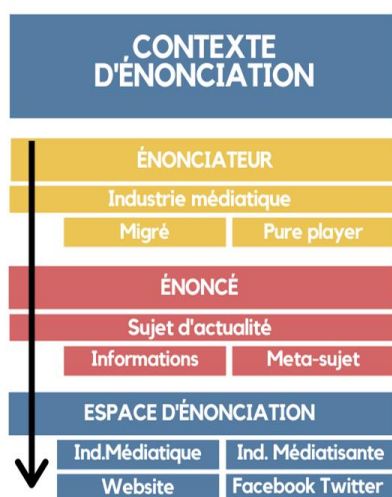 CONTEXTE
D'ÉNONCIATION
ÉNONCIATEUR
Industrie médiatique
Migré Pure player
ÉNONCÉ
Sujet d'actualité
Informations Meta-sujet
ESPACE D'ÉNONCIATION
Ind.Médiatique Ind. Médiatisante
Website Facebook Twitter